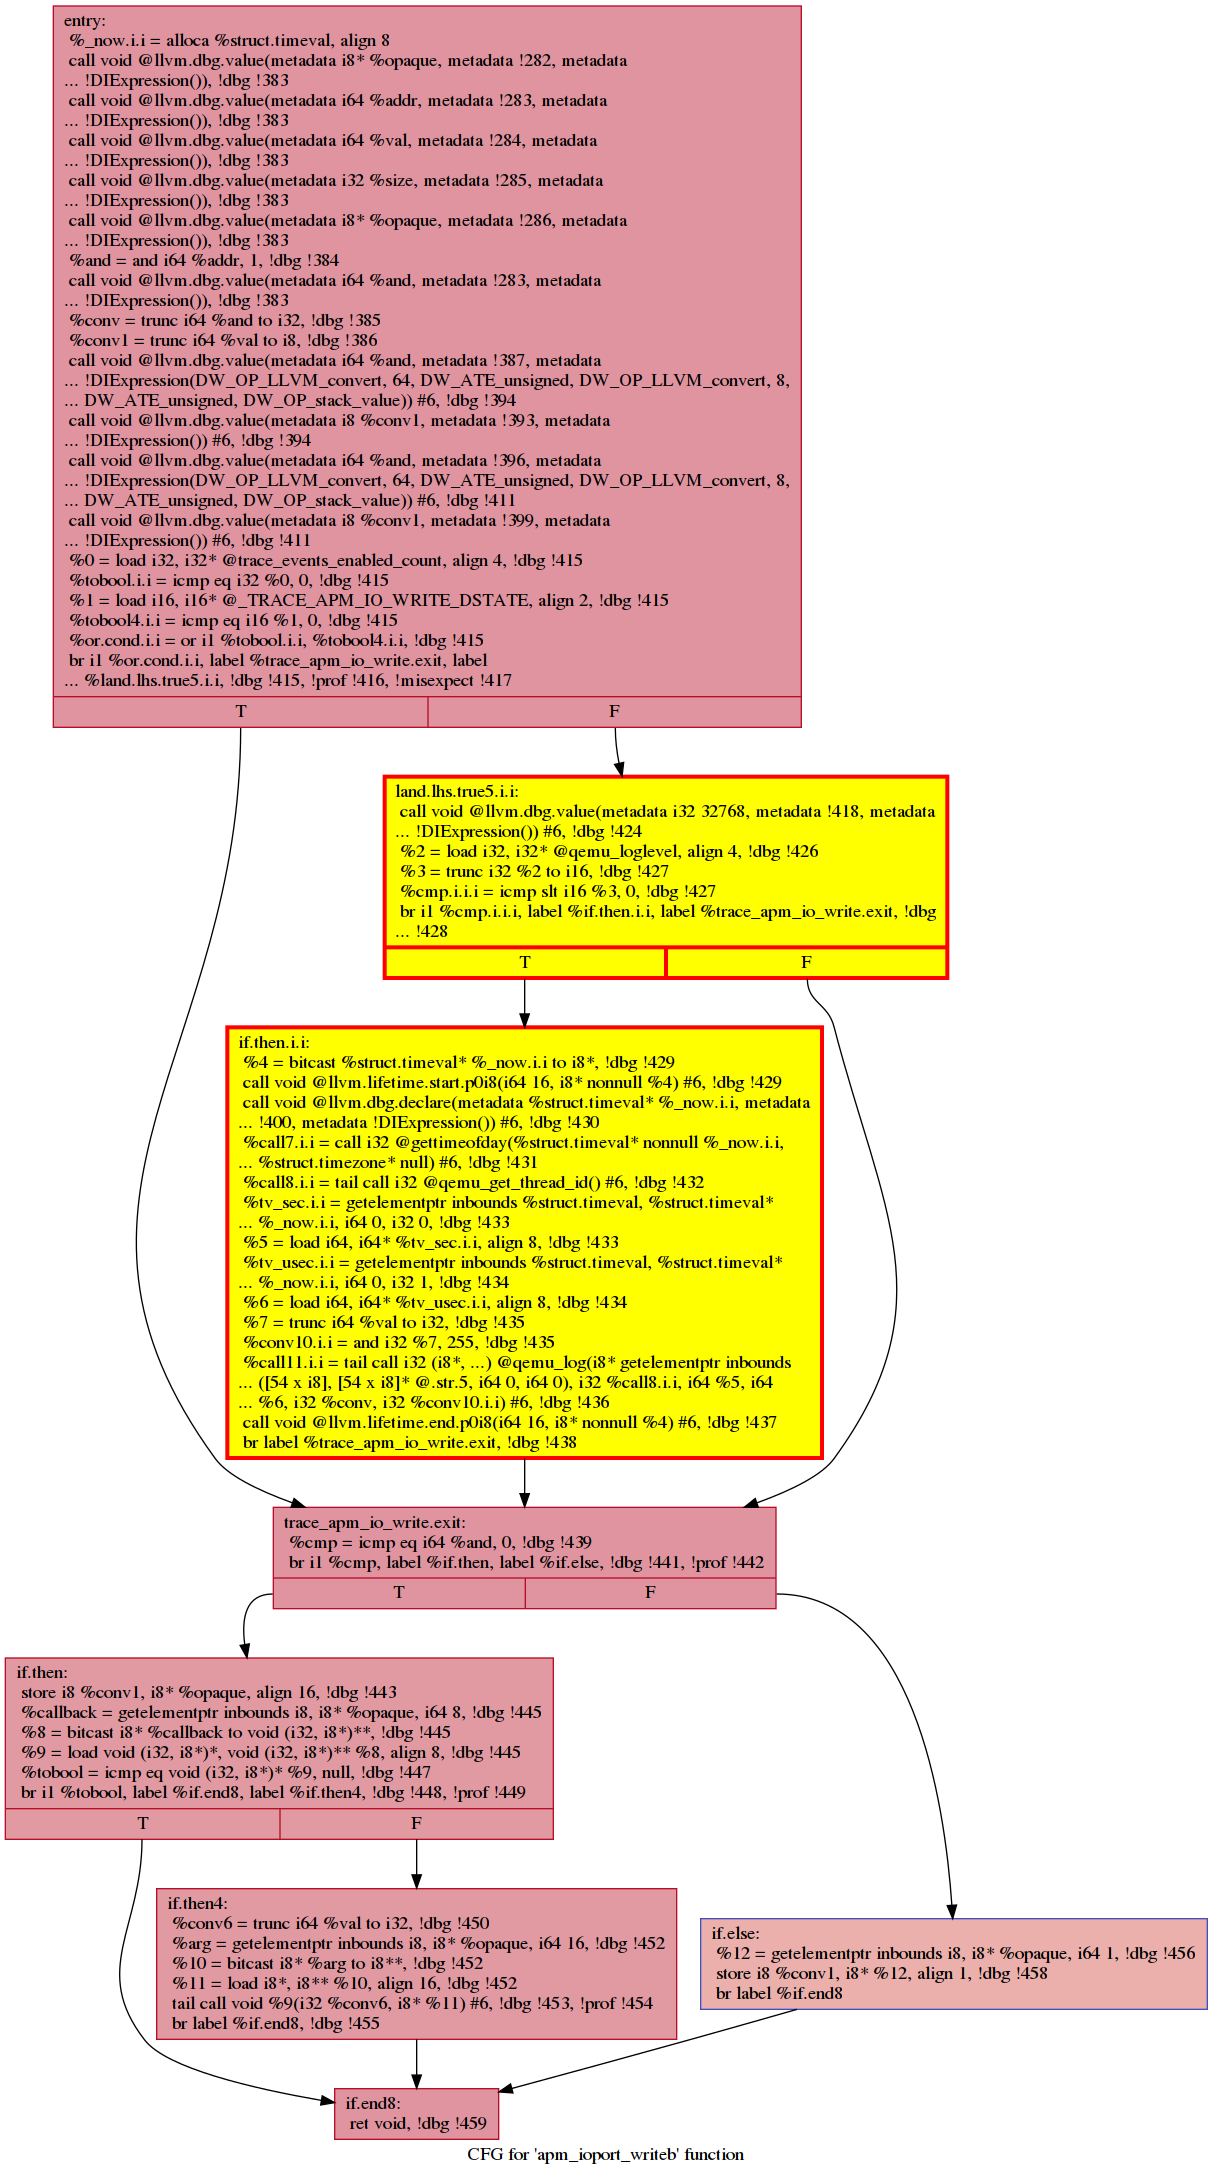 entry:
%_now.i.i = alloca %struct.timeval, align 8
call void @llvm.dbg.value(metadata i8* %opaque, metadata !282, metadata
... !DIExpression()), !dbg !383
call void @llvm.dbg.value(metadata i64 %addr, metadata !283, metadata
... !DIExpression()), !dbg !383
call void @llvm.dbg.value(metadata i64 %val, metadata !284, metadata
... !DIExpression()), !dbg !383
call void @llvm.dbg.value(metadata i32 %size, metadata !285, metadata
... !DIExpression()), !dbg !383
call void @llvm.dbg.value(metadata i8* %opaque, metadata !286, metadata
... !DIExpression()), !dbg !383
%and = and i64 %addr, 1, !dbg !384
call void @llvm.dbg.value(metadata i64 %and, metadata !283, metadata
... !DIExpression()), !dbg !383
%conv = trunc i64 %and to i32, !dbg !385
%conv1 = trunc i64 %val to i8, !dbg !386
call void @llvm.dbg.value(metadata i64 %and, metadata !387, metadata
... !DIExpression(DW_OP_LLVM_convert, 64, DW_ATE_unsigned, DW_OP_LLVM_convert, 8,
... DW_ATE_unsigned, DW_OP_stack_value)) #6, !dbg !394
call void @llvm.dbg.value(metadata i8 %conv1, metadata !393, metadata
... !DIExpression()) #6, !dbg !394
call void @llvm.dbg.value(metadata i64 %and, metadata !396, metadata
... !DIExpression(DW_OP_LLVM_convert, 64, DW_ATE_unsigned, DW_OP_LLVM_convert, 8,
... DW_ATE_unsigned, DW_OP_stack_value)) #6, !dbg !411
call void @llvm.dbg.value(metadata i8 %conv1, metadata !399, metadata
... !DIExpression()) #6, !dbg !411
%0 = load i32, i32* @trace_events_enabled_count, align 4, !dbg !415
%tobool.i.i = icmp eq i32 %0, 0, !dbg !415
%1 = load i16, i16* @_TRACE_APM_IO_WRITE_DSTATE, align 2, !dbg !415
%tobool4.i.i = icmp eq i16 %1, 0, !dbg !415
%or.cond.i.i = or i1 %tobool.i.i, %tobool4.i.i, !dbg !415
br i1 %or.cond.i.i, label %trace_apm_io_write.exit, label
... %land.lhs.true5.i.i, !dbg !415, !prof !416, !misexpect !417
T F
land.lhs.true5.i.i:
call void @llvm.dbg.value(metadata i32 32768, metadata !418, metadata
... !DIExpression()) #6, !dbg !424
%2 = load i32, i32* @qemu_loglevel, align 4, !dbg !426
%3 = trunc i32 %2 to i16, !dbg !427
%cmp.i.i.i = icmp slt i16 %3, 0, !dbg !427
br i1 %cmp.i.i.i, label %if.then.i.i, label %trace_apm_io_write.exit, !dbg
... !428
T F
if.then.i.i:
%4 = bitcast %struct.timeval* %_now.i.i to i8*, !dbg !429
call void @llvm.lifetime.start.p0i8(i64 16, i8* nonnull %4) #6, !dbg !429
call void @llvm.dbg.declare(metadata %struct.timeval* %_now.i.i, metadata
... !400, metadata !DIExpression()) #6, !dbg !430
%call7.i.i = call i32 @gettimeofday(%struct.timeval* nonnull %_now.i.i,
... %struct.timezone* null) #6, !dbg !431
%call8.i.i = tail call i32 @qemu_get_thread_id() #6, !dbg !432
%tv_sec.i.i = getelementptr inbounds %struct.timeval, %struct.timeval*
... %_now.i.i, i64 0, i32 0, !dbg !433
%5 = load i64, i64* %tv_sec.i.i, align 8, !dbg !433
%tv_usec.i.i = getelementptr inbounds %struct.timeval, %struct.timeval*
... %_now.i.i, i64 0, i32 1, !dbg !434
%6 = load i64, i64* %tv_usec.i.i, align 8, !dbg !434
%7 = trunc i64 %val to i32, !dbg !435
%conv10.i.i = and i32 %7, 255, !dbg !435
%call11.i.i = tail call i32 (i8*, ...) @qemu_log(i8* getelementptr inbounds
... ([54 x i8], [54 x i8]* @.str.5, i64 0, i64 0), i32 %call8.i.i, i64 %5, i64
... %6, i32 %conv, i32 %conv10.i.i) #6, !dbg !436
call void @llvm.lifetime.end.p0i8(i64 16, i8* nonnull %4) #6, !dbg !437
br label %trace_apm_io_write.exit, !dbg !438
trace_apm_io_write.exit:
%cmp = icmp eq i64 %and, 0, !dbg !439
br i1 %cmp, label %if.then, label %if.else, !dbg !441, !prof !442
T F
if.then:
store i8 %conv1, i8* %opaque, align 16, !dbg !443
%callback = getelementptr inbounds i8, i8* %opaque, i64 8, !dbg !445
%8 = bitcast i8* %callback to void (i32, i8*)**, !dbg !445
%9 = load void (i32, i8*)*, void (i32, i8*)** %8, align 8, !dbg !445
%tobool = icmp eq void (i32, i8*)* %9, null, !dbg !447
br i1 %tobool, label %if.end8, label %if.then4, !dbg !448, !prof !449
T F
if.then4:
%conv6 = trunc i64 %val to i32, !dbg !450
%arg = getelementptr inbounds i8, i8* %opaque, i64 16, !dbg !452
%10 = bitcast i8* %arg to i8**, !dbg !452
%11 = load i8*, i8** %10, align 16, !dbg !452
tail call void %9(i32 %conv6, i8* %11) #6, !dbg !453, !prof !454
br label %if.end8, !dbg !455
if.else:
%12 = getelementptr inbounds i8, i8* %opaque, i64 1, !dbg !456
store i8 %conv1, i8* %12, align 1, !dbg !458
br label %if.end8
if.end8:
ret void, !dbg !459
CFG for 'apm_ioport_writeb' function